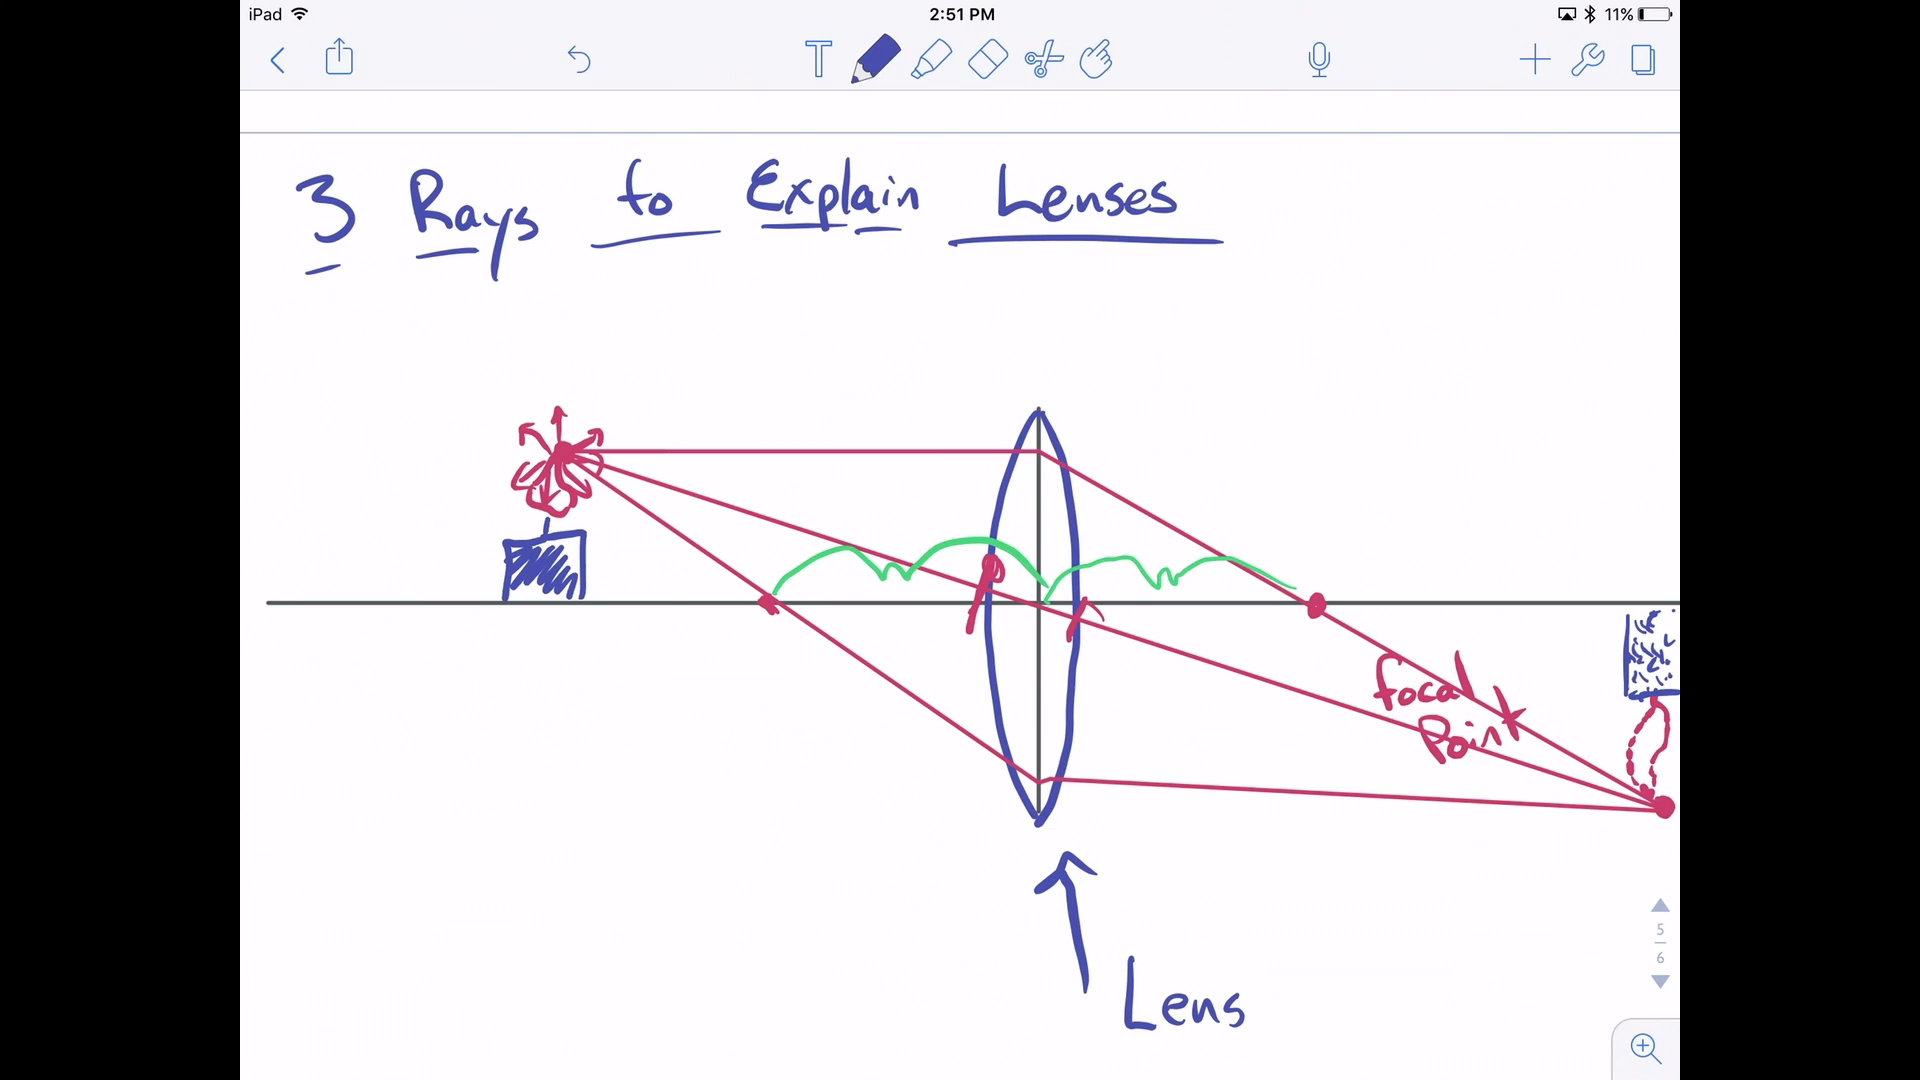 iPad
2:51 PM
11%
T
3 Rays to Explain Lenses
focal
point
5
6
Lens